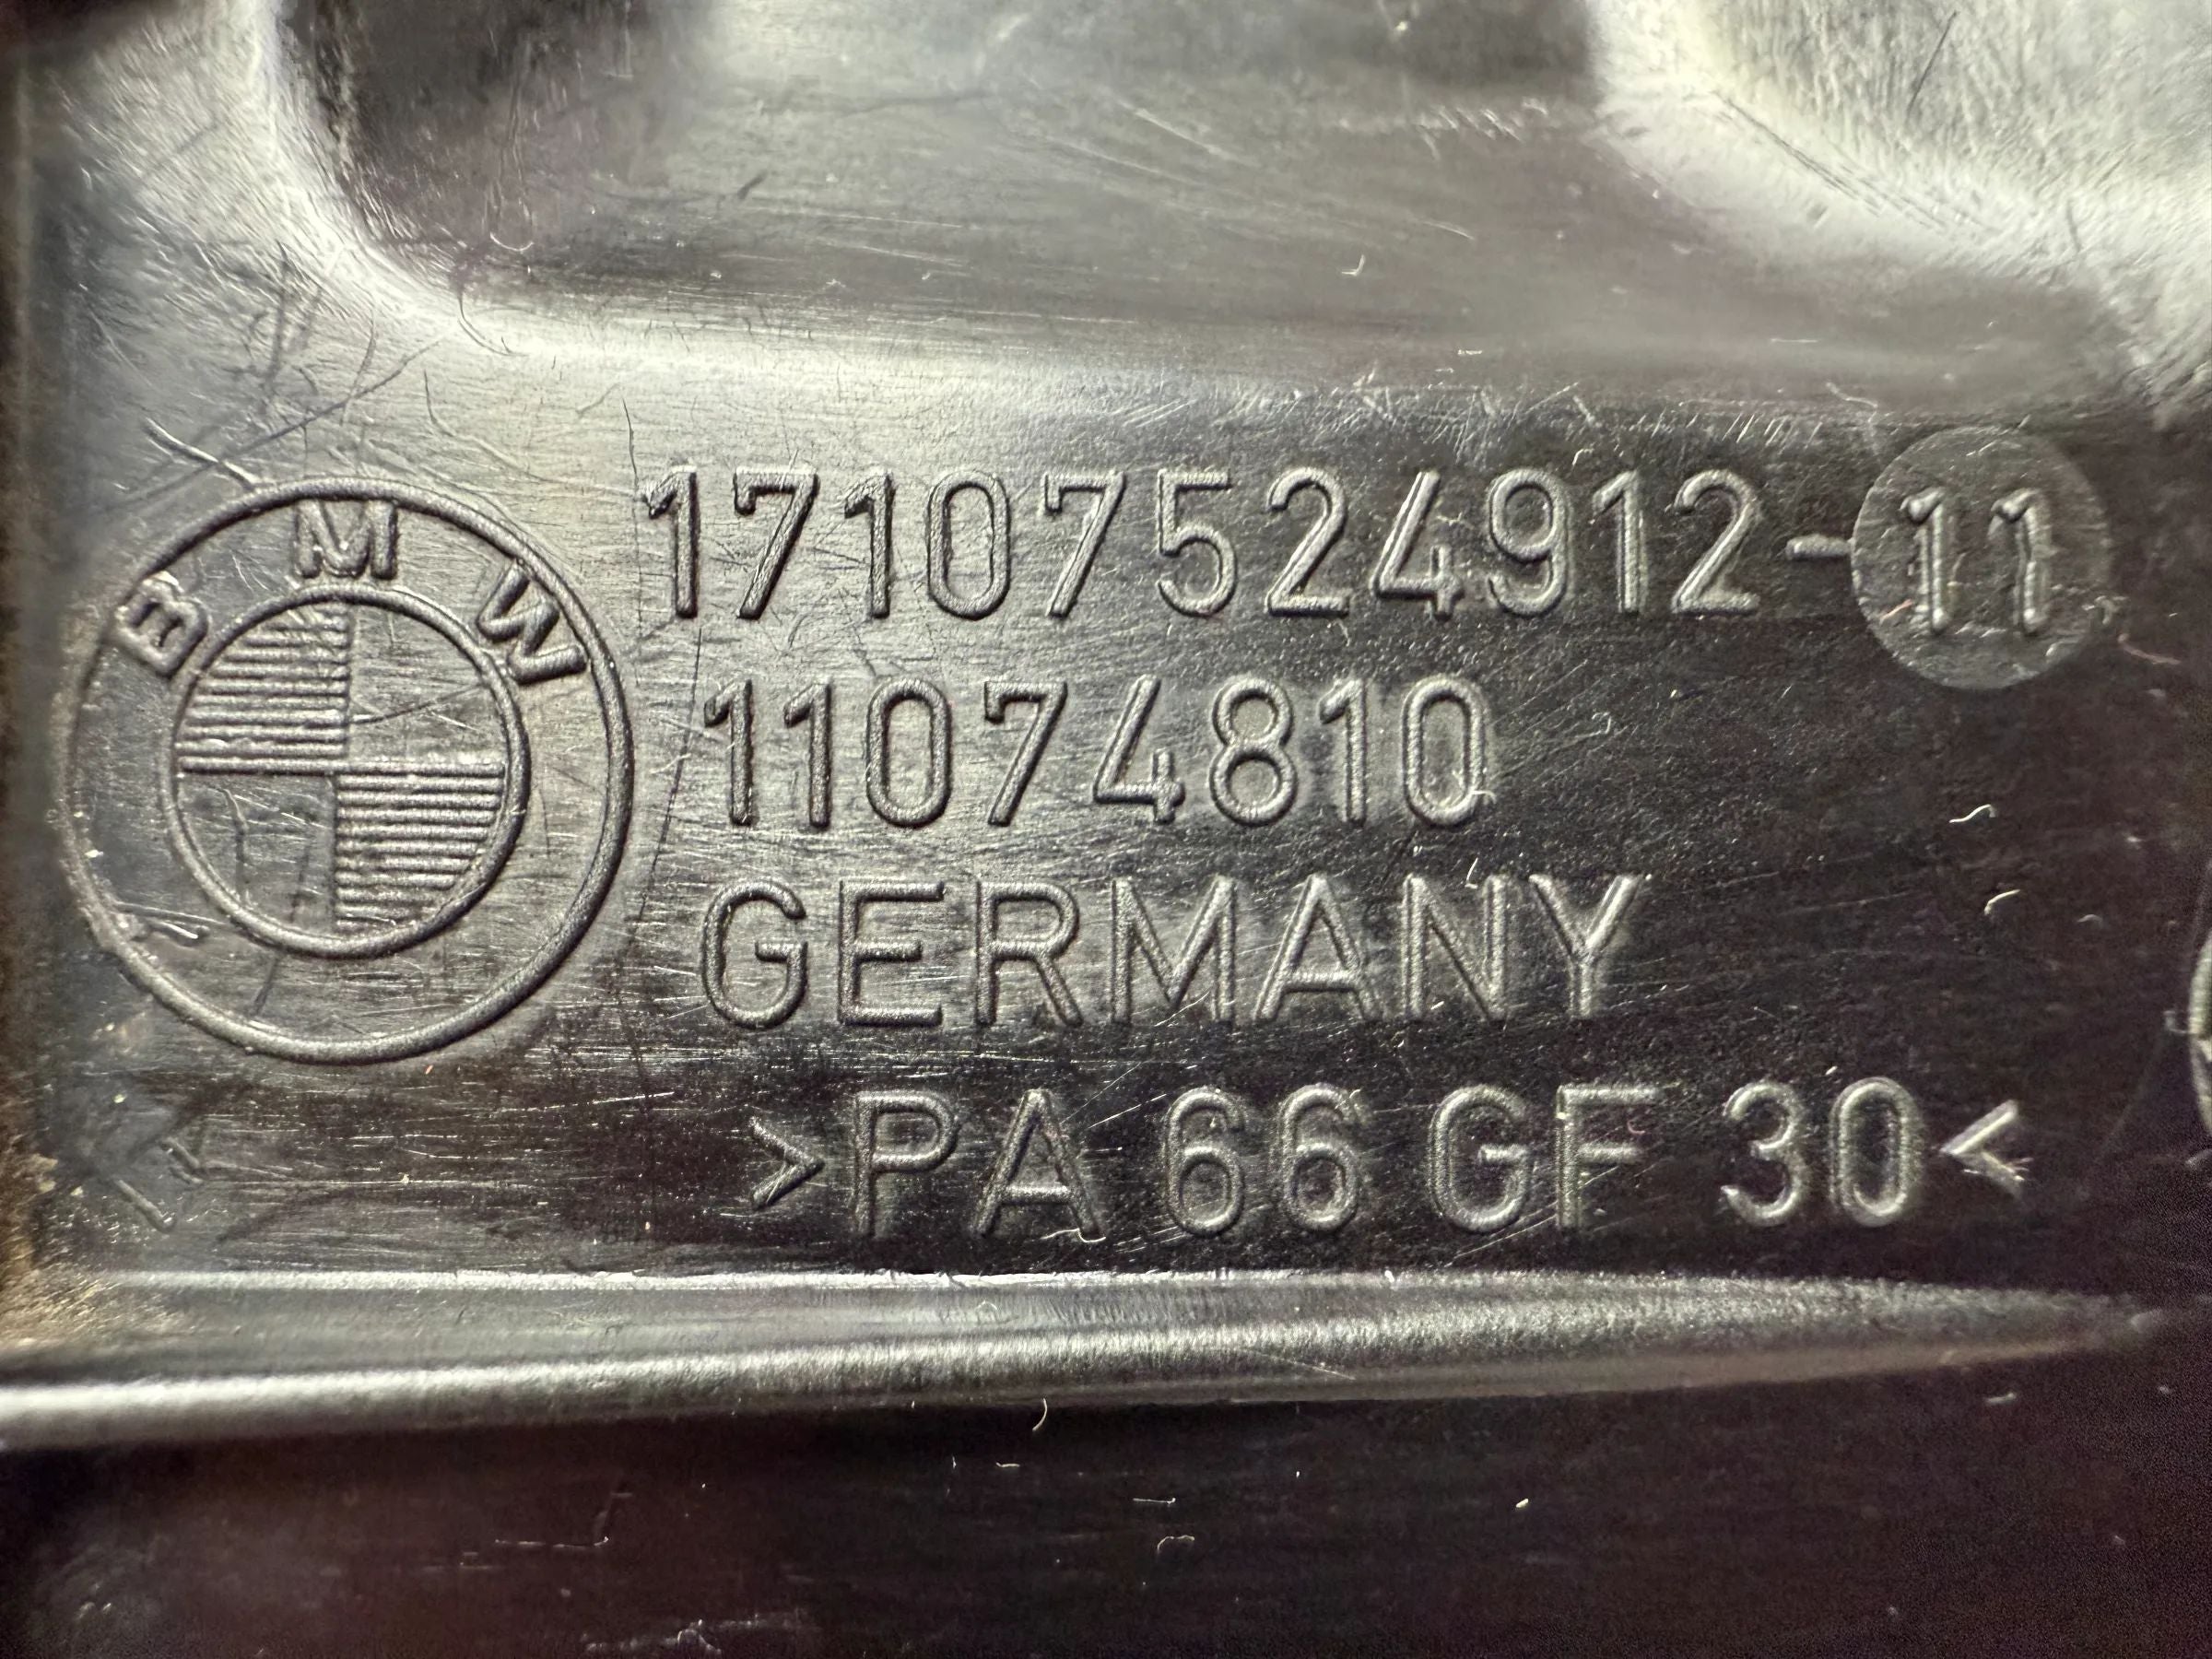 BMW
17107524912-11
11074810
GERMANY
>PA 66 GF 30<